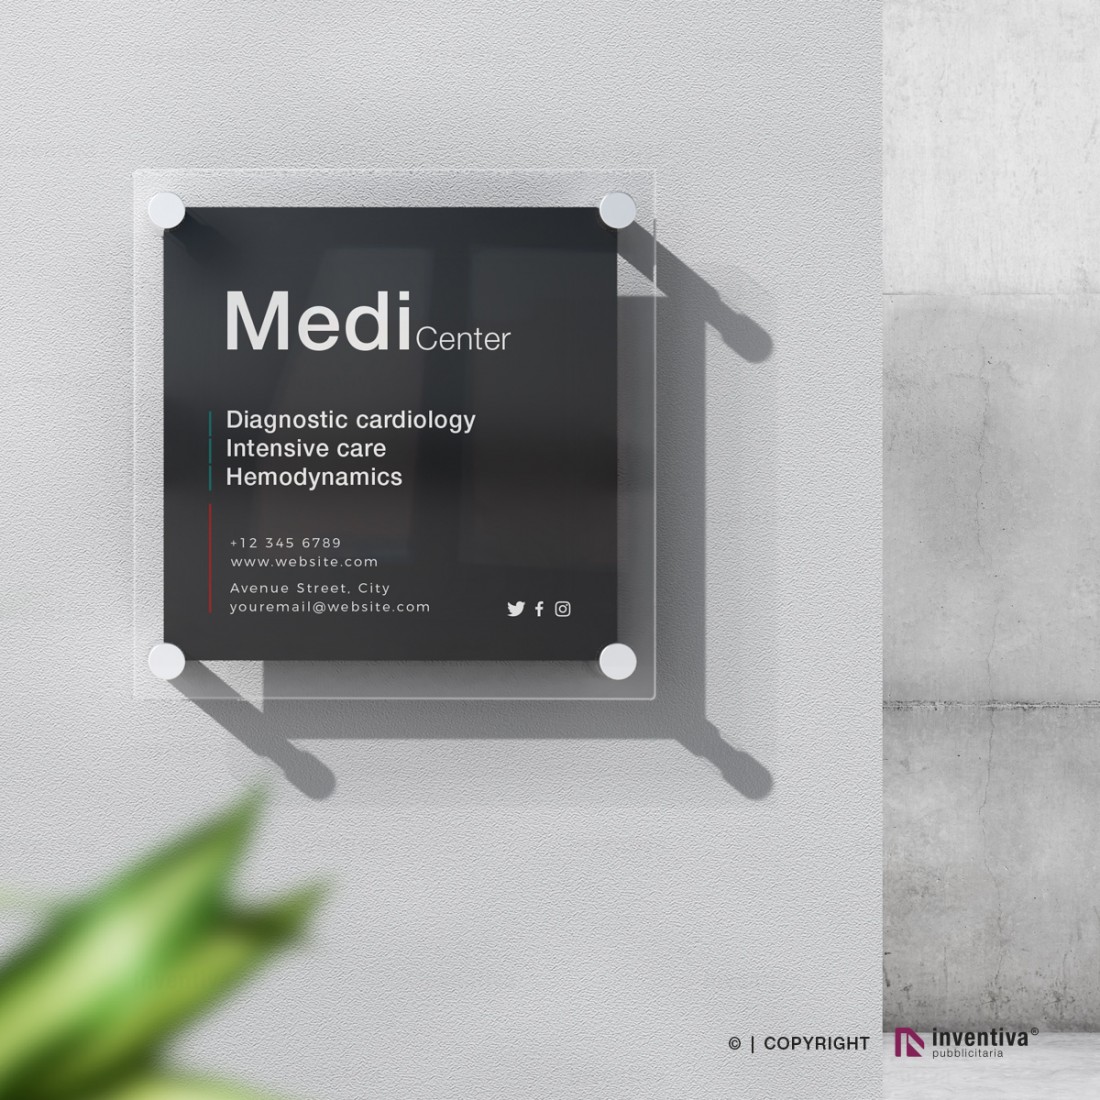 Medi Center
Diagnostic cardiology
Intensive care
Hemodynamics
+12 345 6789
www.website.com
Avenue Street, City
youremail@website.com
© | COPYRIGHT
inventiva®
pubblicitaria